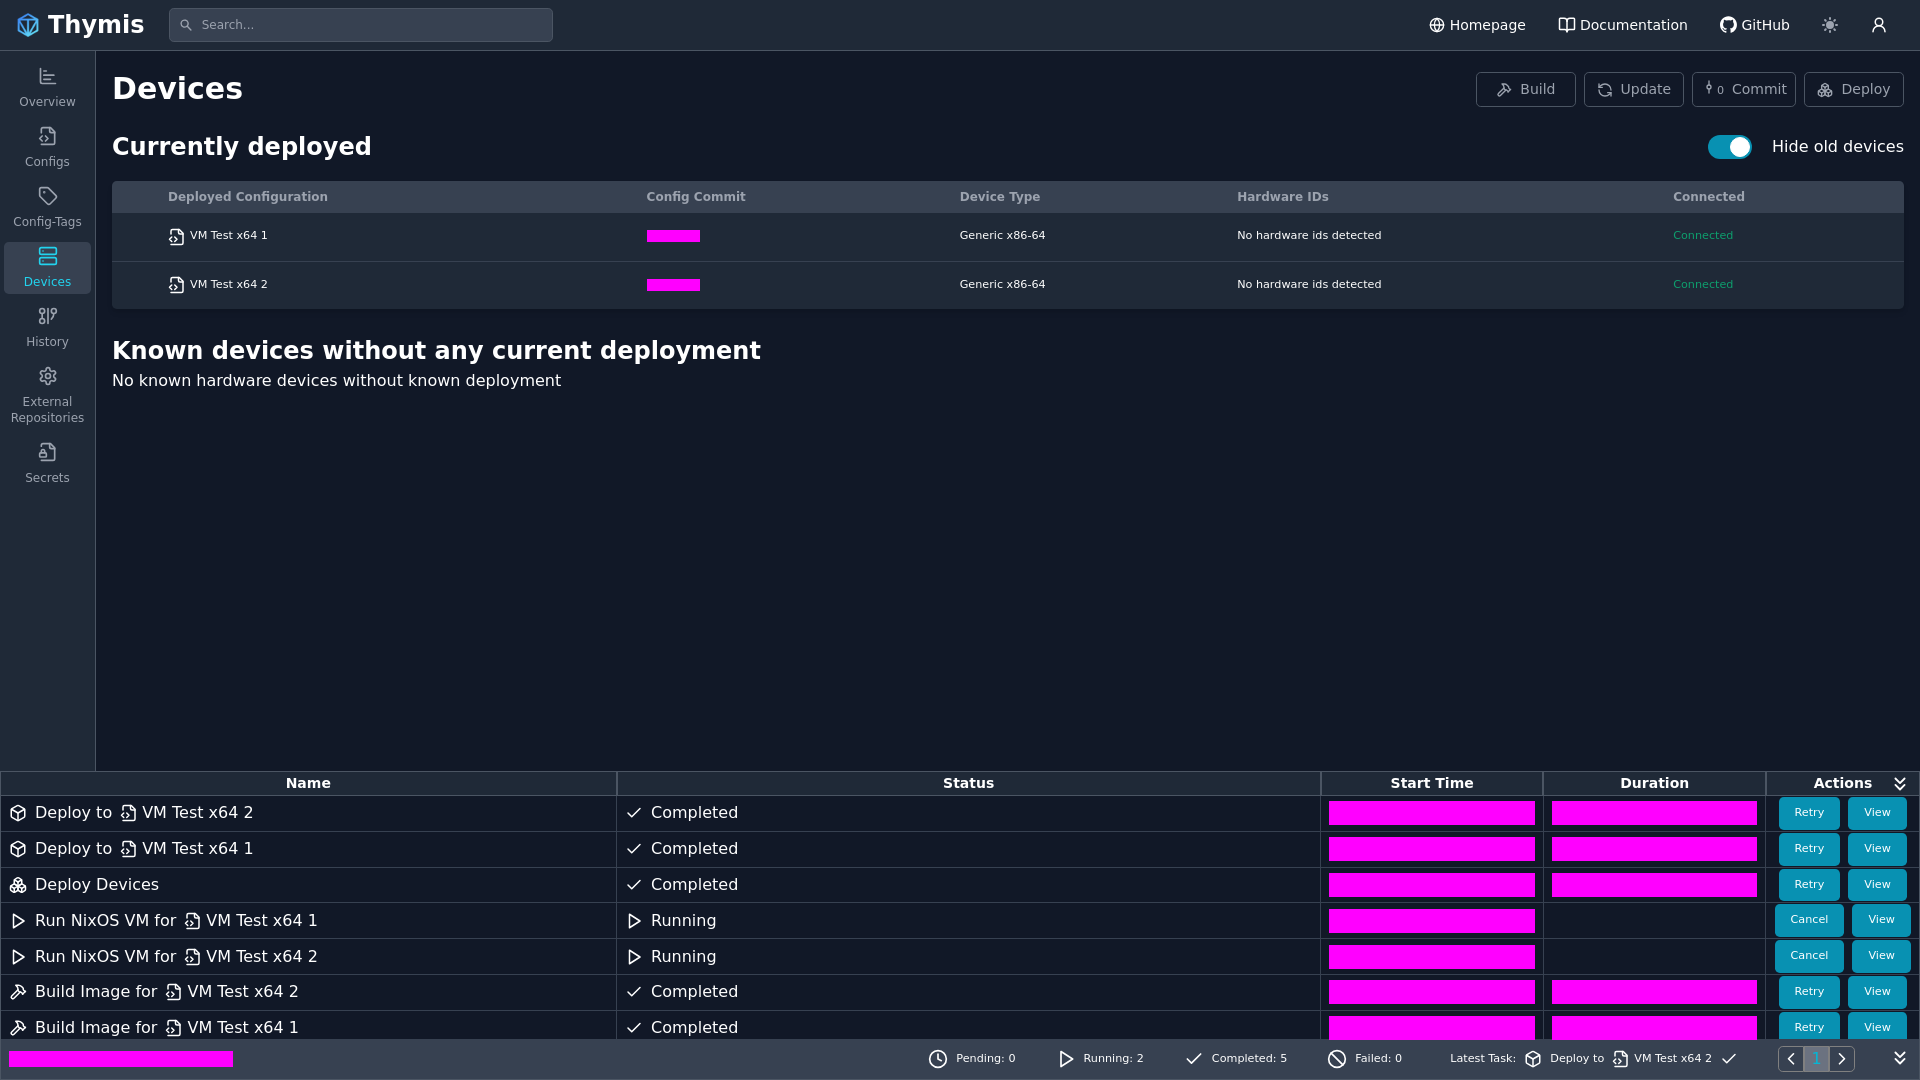 Thymis
Search...
Homepage
Documentation
GitHub
Overview
Configs
Config-Tags
Devices
History
External
Repositories
Secrets
Devices
Build
Update
0 Commit
Deploy
Currently deployed
Hide old devices
Deployed Configuration Config Commit Device Type Hardware IDs Connected
VM Test x64 1 Generic x86-64 No hardware ids detected Connected
VM Test x64 2 Generic x86-64 No hardware ids detected Connected
Known devices without any current deployment
No known hardware devices without known deployment
Name Status Start Time Duration Actions
Deploy to VM Test x64 2 Completed Retry View
Deploy to VM Test x64 1 Completed Retry View
Deploy Devices Completed Retry View
Run NixOS VM for VM Test x64 1 Running Cancel View
Run NixOS VM for VM Test x64 2 Running Cancel View
Build Image for VM Test x64 2 Completed Retry View
Build Image for VM Test x64 1 Completed Retry View
Pending: 0 Running: 2 Completed: 5 Failed: 0 Latest Task: Deploy to VM Test x64 2 1